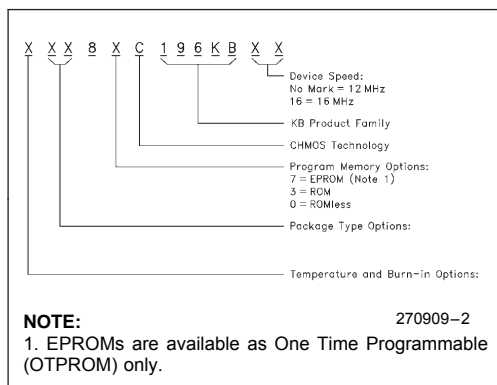 X XX 8 X C 196KB XX
Device Speed:
No Mark = 12 MHz
16 = 16 MHz
KB Product Family
CHMOS Technology
Program Memory Options:
7 = EPROM (Note 1)
3 = ROM
0 = ROMless
Package Type Options:
Temperature and Burn-in Options:
270909–2
NOTE:
1. EPROMs are available as One Time Programmable
(OTPROM) only.